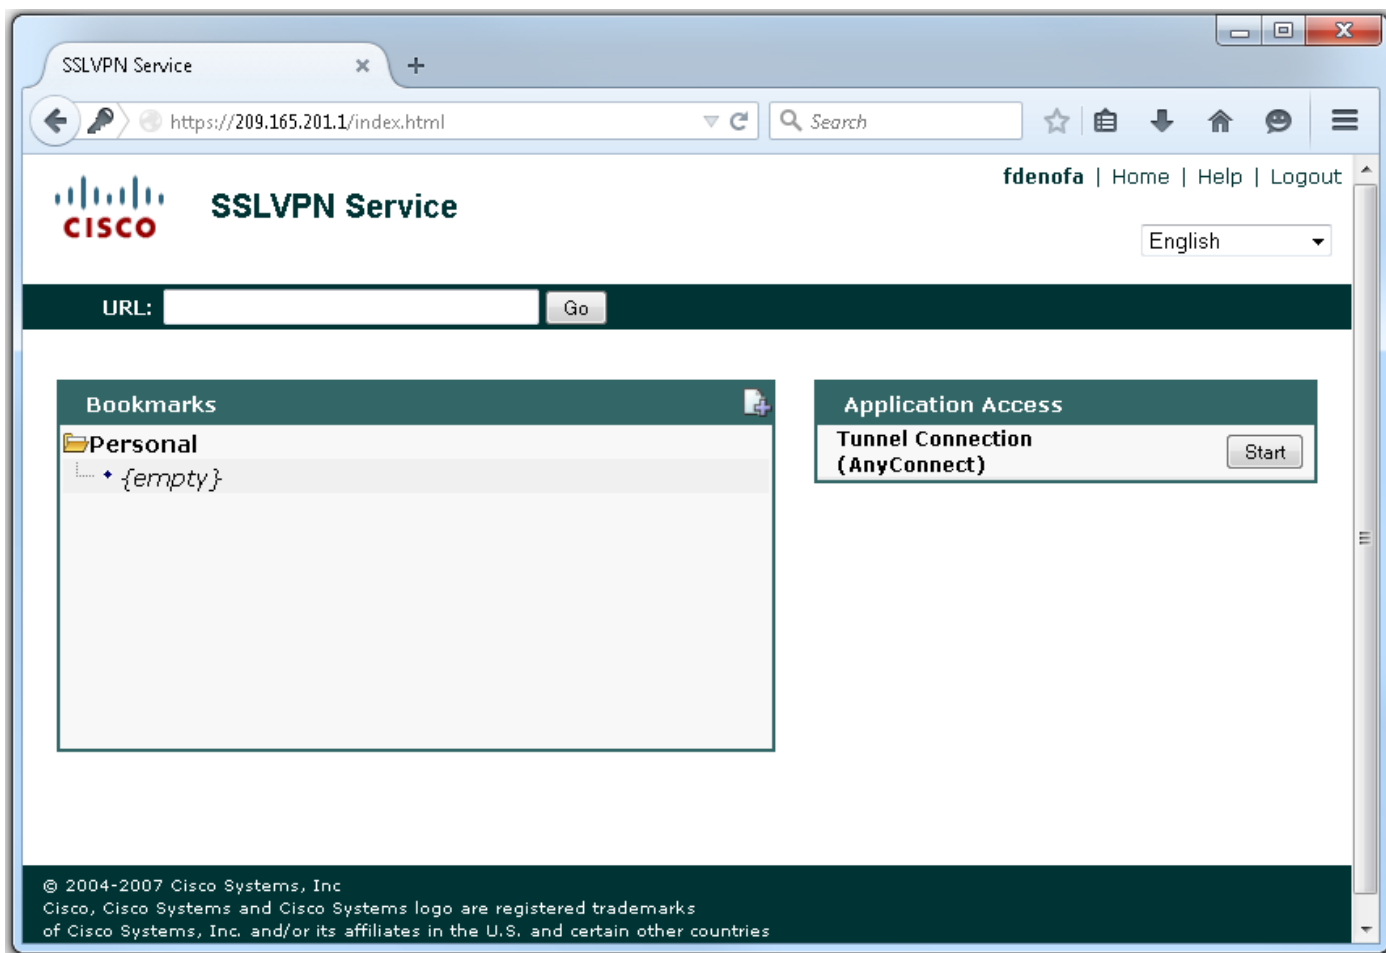 SSLVPN Service
https://209.165.201.1/index.html
Search
fdenofa | Home | Help | Logout
CISCO
SSLVPN Service
English
URL:
Go
Bookmarks
Personal
{empty}
Application Access
Tunnel Connection
(AnyConnect)
Start
© 2004-2007 Cisco Systems, Inc
Cisco, Cisco Systems and Cisco Systems logo are registered trademarks
of Cisco Systems, Inc. and/or its affiliates in the U.S. and certain other countries